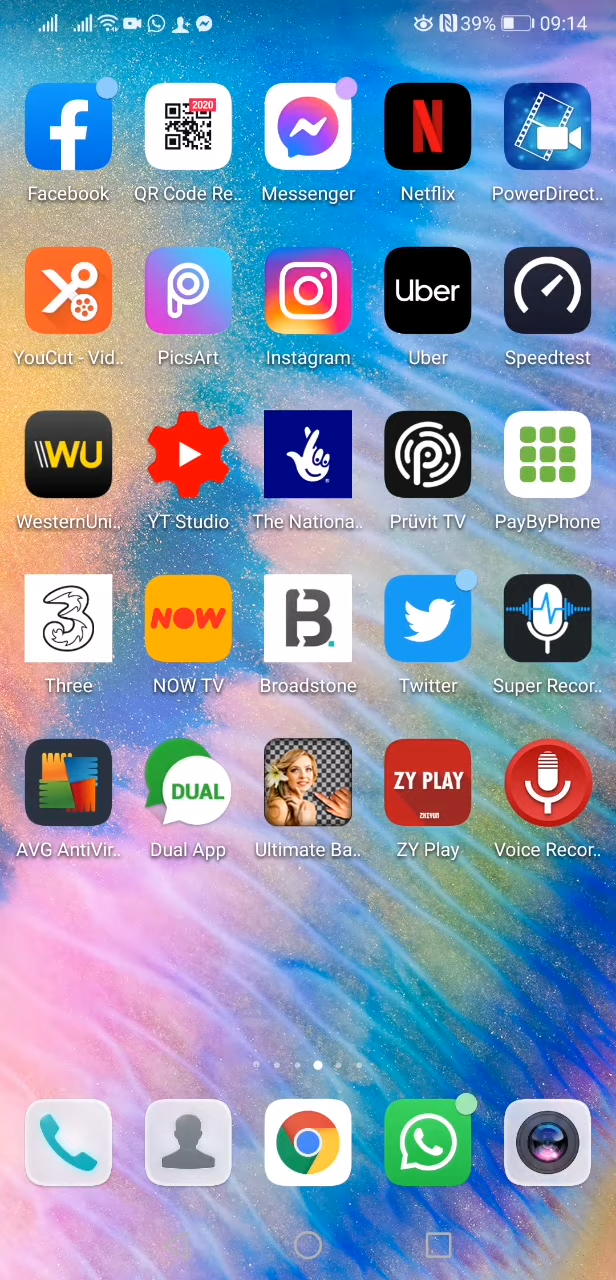 39% 09:14
2020
Facebook QR Code Re.. Messenger Netflix PowerDirect..
Uber
YouCut - Vid.. PicsArt Instagram Uber Speedtest
WU
WesternUni.. YT Studio The Nationa.. Prüvit TV PayByPhone
3 NOW B.
Three NOW TV Broadstone Twitter Super Recor..
DUAL ZY PLAY
ZHIYUN
AVG AntiVir.. Dual App Ultimate Ba.. ZY Play Voice Recor..